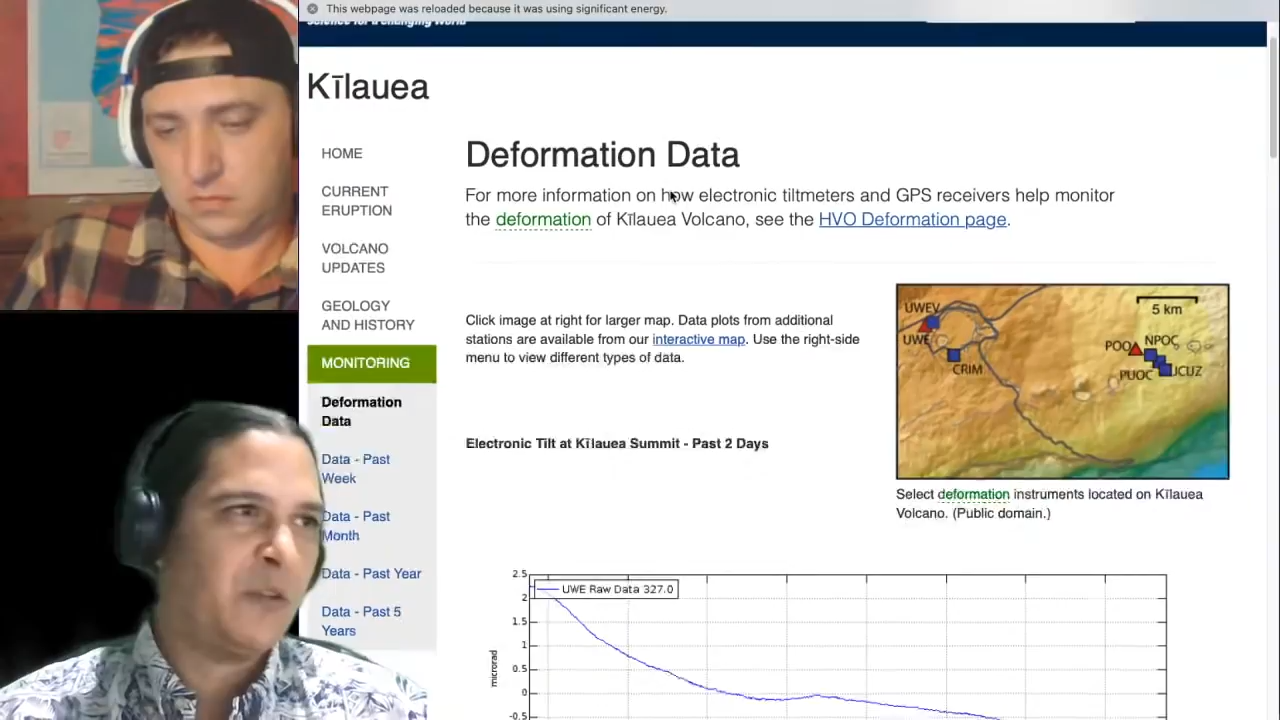 This webpage was reloaded because it was using significant energy.
science for a changing world
Kīlauea
HOME
CURRENT
ERUPTION
VOLCANO
UPDATES
GEOLOGY
AND HISTORY
MONITORING
Deformation
Data
Data - Past
Week
Data - Past
Month
Data - Past Year
Data - Past 5
Years
Deformation Data
For more information on how electronic tiltmeters and GPS receivers help monitor
the deformation of Kīlauea Volcano, see the HVO Deformation page.
Click image at right for larger map. Data plots from additional
stations are available from our interactive map. Use the right-side
menu to view different types of data.
UWEV
UWE
CRIM
5 km
POO
NPOC
PUOC
JCUZ
Select deformation instruments located on Kīlauea
Volcano. (Public domain.)
Electronic Tilt at Kīlauea Summit - Past 2 Days
UWE Raw Data 327.0
2.5
2
1.5
1
0.5
0
-0.5
microrad